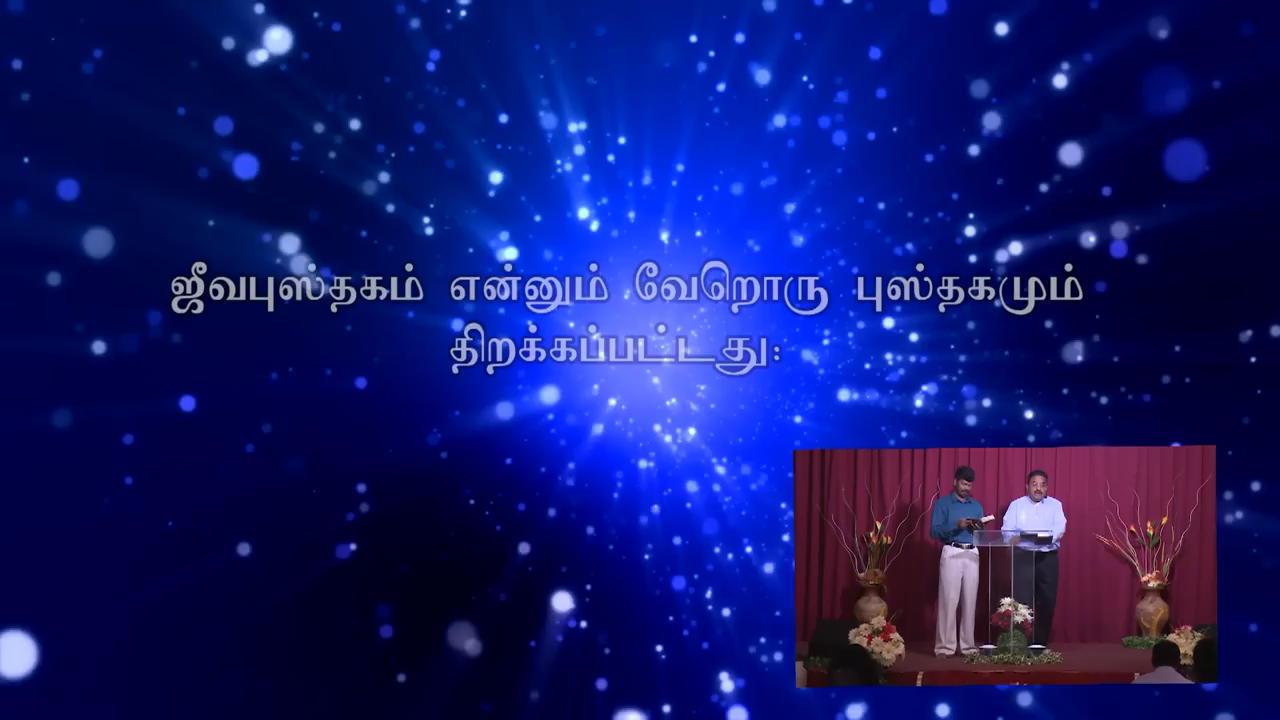 ஜீவபுஸ்தகம் என்னும் வேறொரு புஸ்தகமும்
திறக்கப்பட்டது: